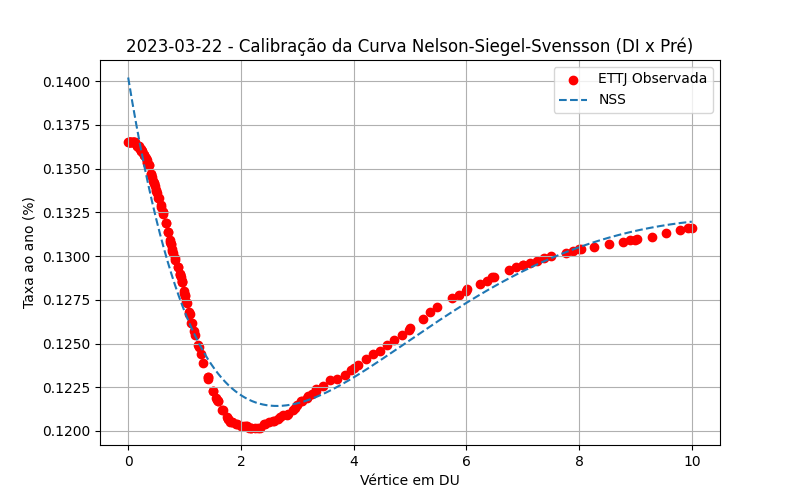 2023-03-22 - Calibração da Curva Nelson-Siegel-Svensson (DI x Pré)
ETTJ Observada
NSS
Taxa ao ano (%)
0.1400
0.1375
0.1350
0.1325
0.1300
0.1275
0.1250
0.1225
0.1200
0 2 4 6 8 10
Vértice em DU